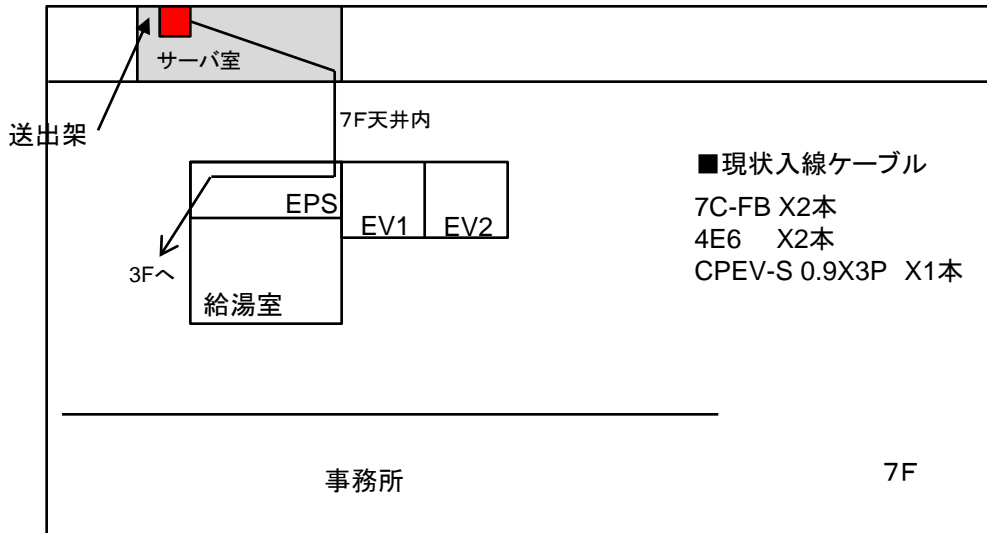 サーバ室
送出架
7F天井内
■現状入線ケーブル
7C-FB X2本
4E6 X2本
CPEV-S 0.9X3P X1本
EPS
EV1
EV2
3Fへ
給湯室
事務所
7F